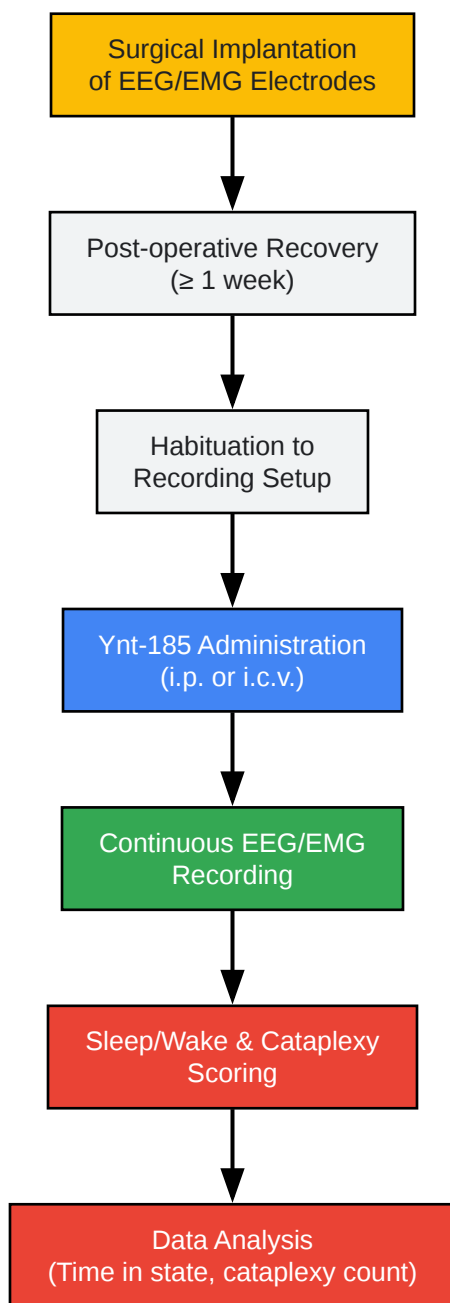 Surgical Implantation
of EEG/EMG Electrodes
Post-operative Recovery
(≥ 1 week)
Habituation to
Recording Setup
Ynt-185 Administration
(i.p. or i.c.v.)
Continuous EEG/EMG
Recording
Sleep/Wake & Cataplexy
Scoring
Data Analysis
(Time in state, cataplexy count)